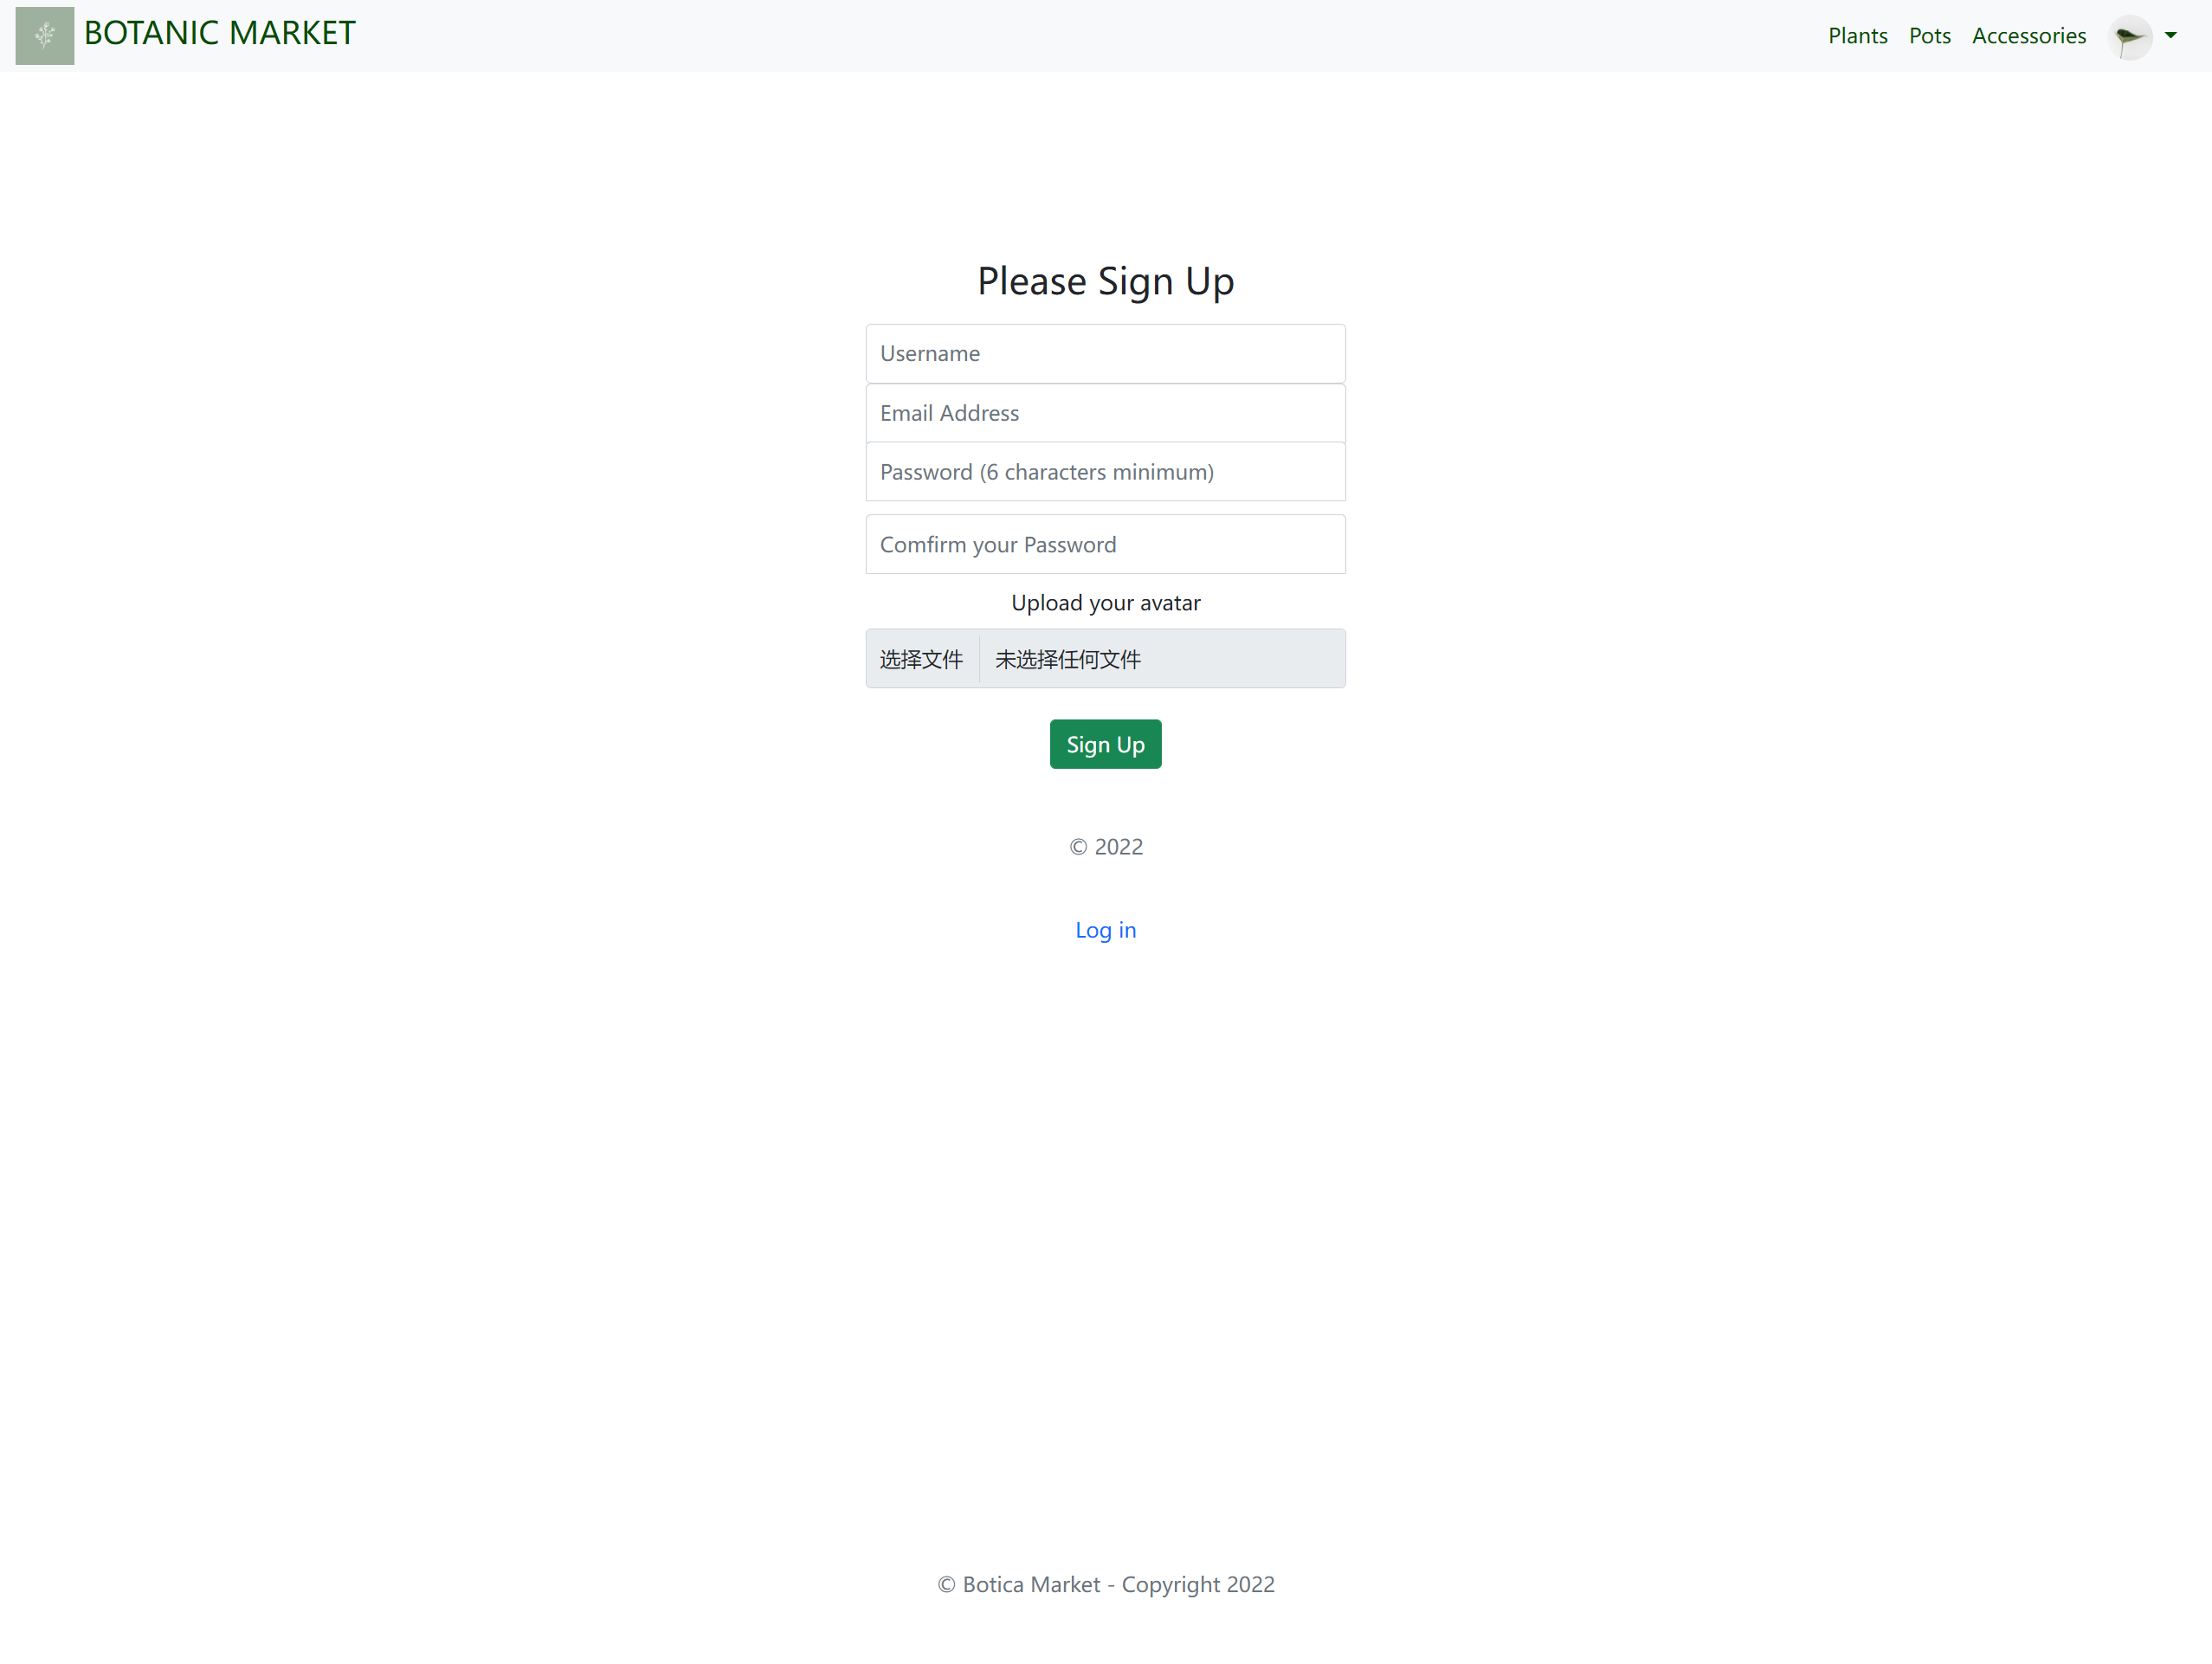 BOTANIC MARKET
Plants Pots Accessories
Please Sign Up
Username
Email Address
Password (6 characters minimum)
Comfirm your Password
Upload your avatar
选择文件 未选择任何文件
Sign Up
© 2022
Log in
© Botica Market - Copyright 2022